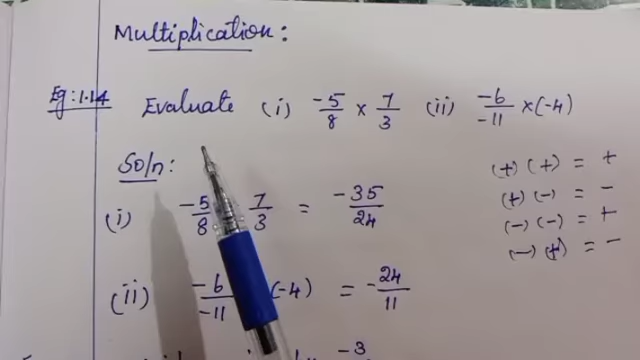 Multiplication:
Eg:1.14 Evaluate (i) -5/8 × 7/3 (ii) -6/-11 × (-4)
Soln:
(+) (+) = +
(+) (-) = -
(-) (-) = +
(-) (+) = -
(i) -5/8 7/3 = -35/24
(ii) -6/-11 (-4) = -24/11
-3